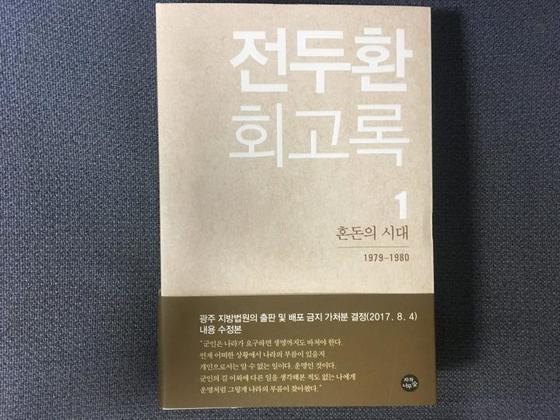 전두환
회고록
1
혼돈의 시대
1979-1980
광주 지방법원의 출판 및 배포 금지 가처분 결정(2017. 8. 4)
내용 수정본
"군인은 나라가 요구하면 생명까지도 바쳐야 한다.
언제 어떠한 상황에서 나라의 부름이 있을지
개인으로서는 알 수 없는 일이다. 운명인 것이다.
군인의 길 이외에 다른 일을 생각해본 적도 없는 나에게
운명처럼 그렇게 나라의 부름이 찾아왔다."
자작
나무숲